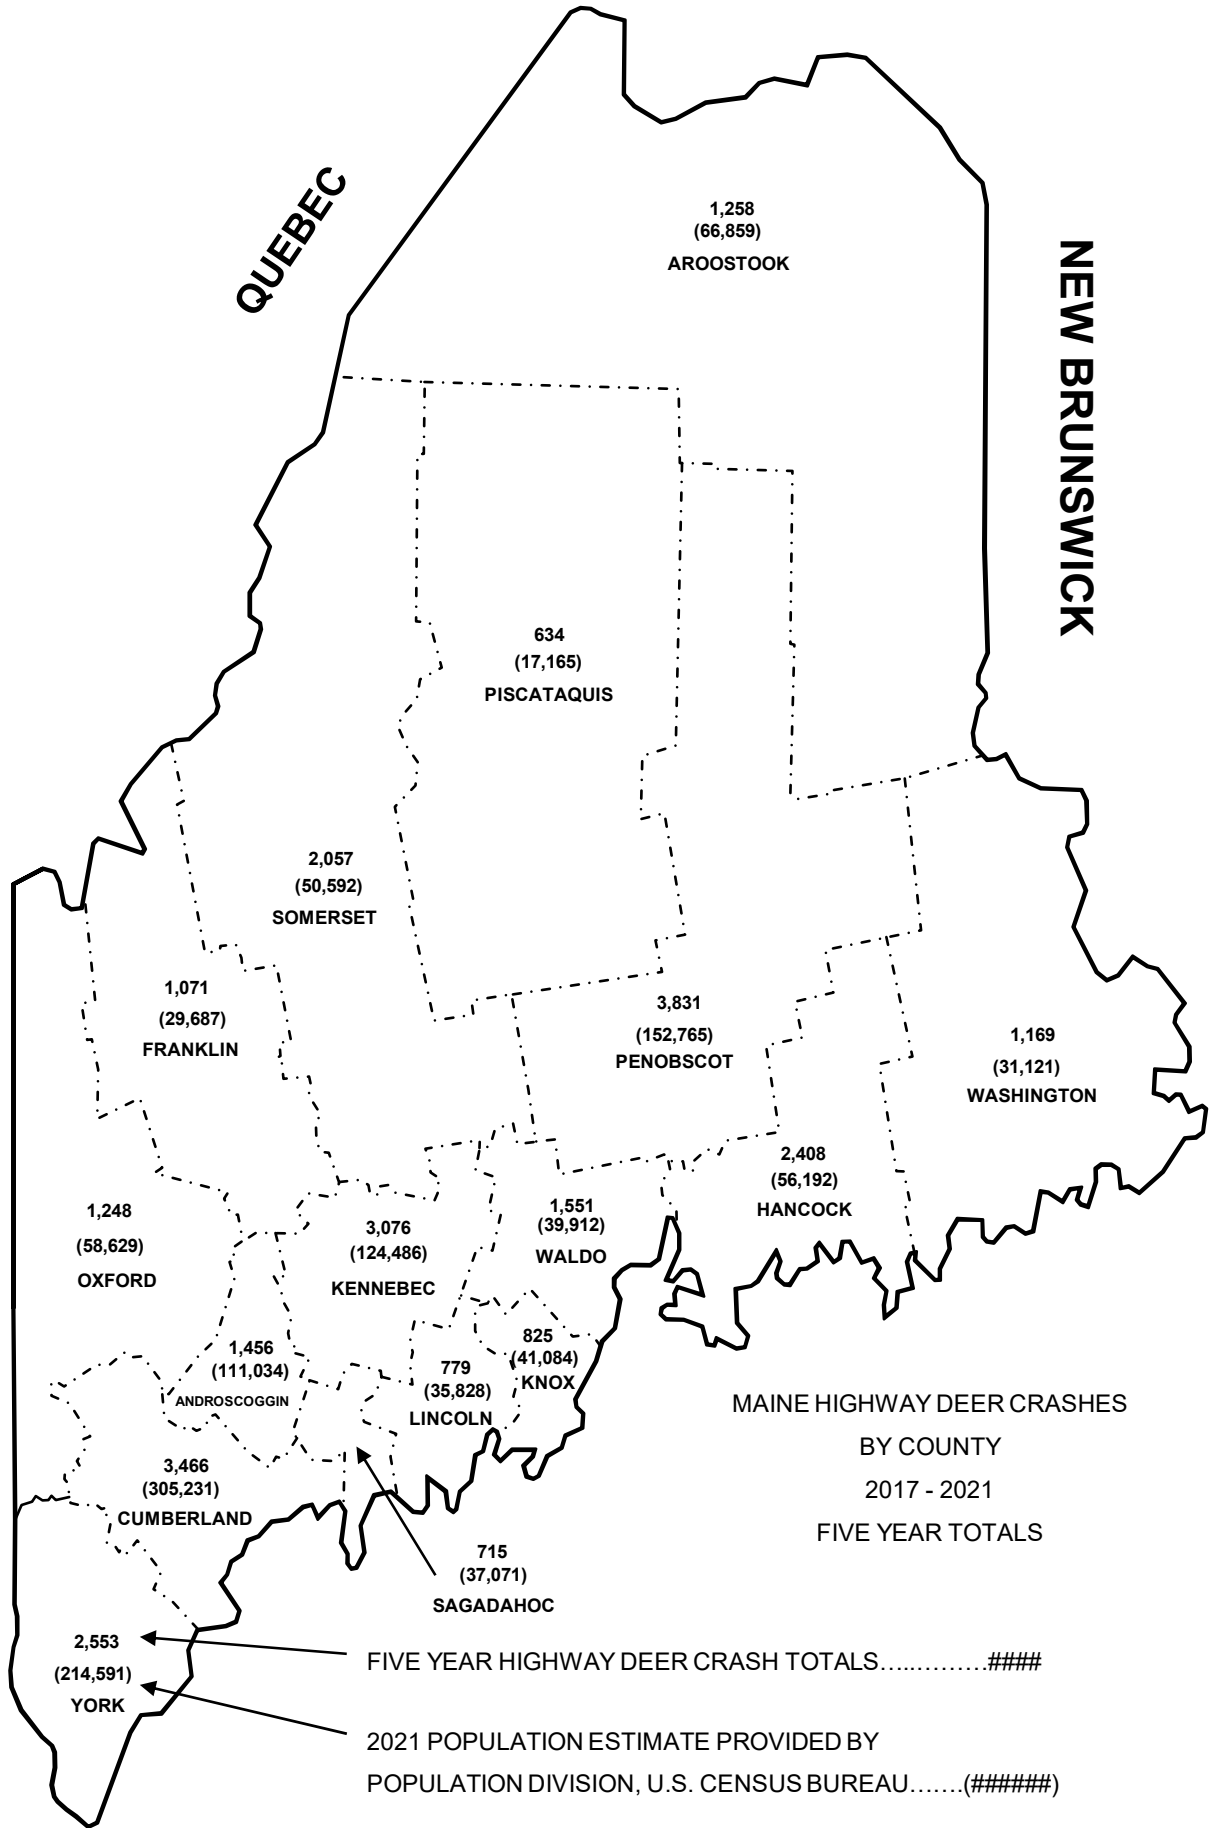 QUEBEC
NEW BRUNSWICK
1,258
(66,859)
AROOSTOOK
634
(17,165)
PISCATAQUIS
2,057
(50,592)
SOMERSET
1,071
(29,687)
FRANKLIN
3,831
(152,765)
PENOBSCOT
1,169
(31,121)
WASHINGTON
2,408
(56,192)
HANCOCK
1,248
(58,629)
OXFORD
3,076
(124,486)
KENNEBEC
1,551
(39,912)
WALDO
825
(41,084)
KNOX
1,456
(111,034)
ANDROSCOGGIN
779
(35,828)
LINCOLN
3,466
(305,231)
CUMBERLAND
715
(37,071)
SAGADAHOC
2,553
(214,591)
YORK
MAINE HIGHWAY DEER CRASHES
BY COUNTY
2017 - 2021
FIVE YEAR TOTALS
FIVE YEAR HIGHWAY DEER CRASH TOTALS…..………####
2021 POPULATION ESTIMATE PROVIDED BY
POPULATION DIVISION, U.S. CENSUS BUREAU…….(######)